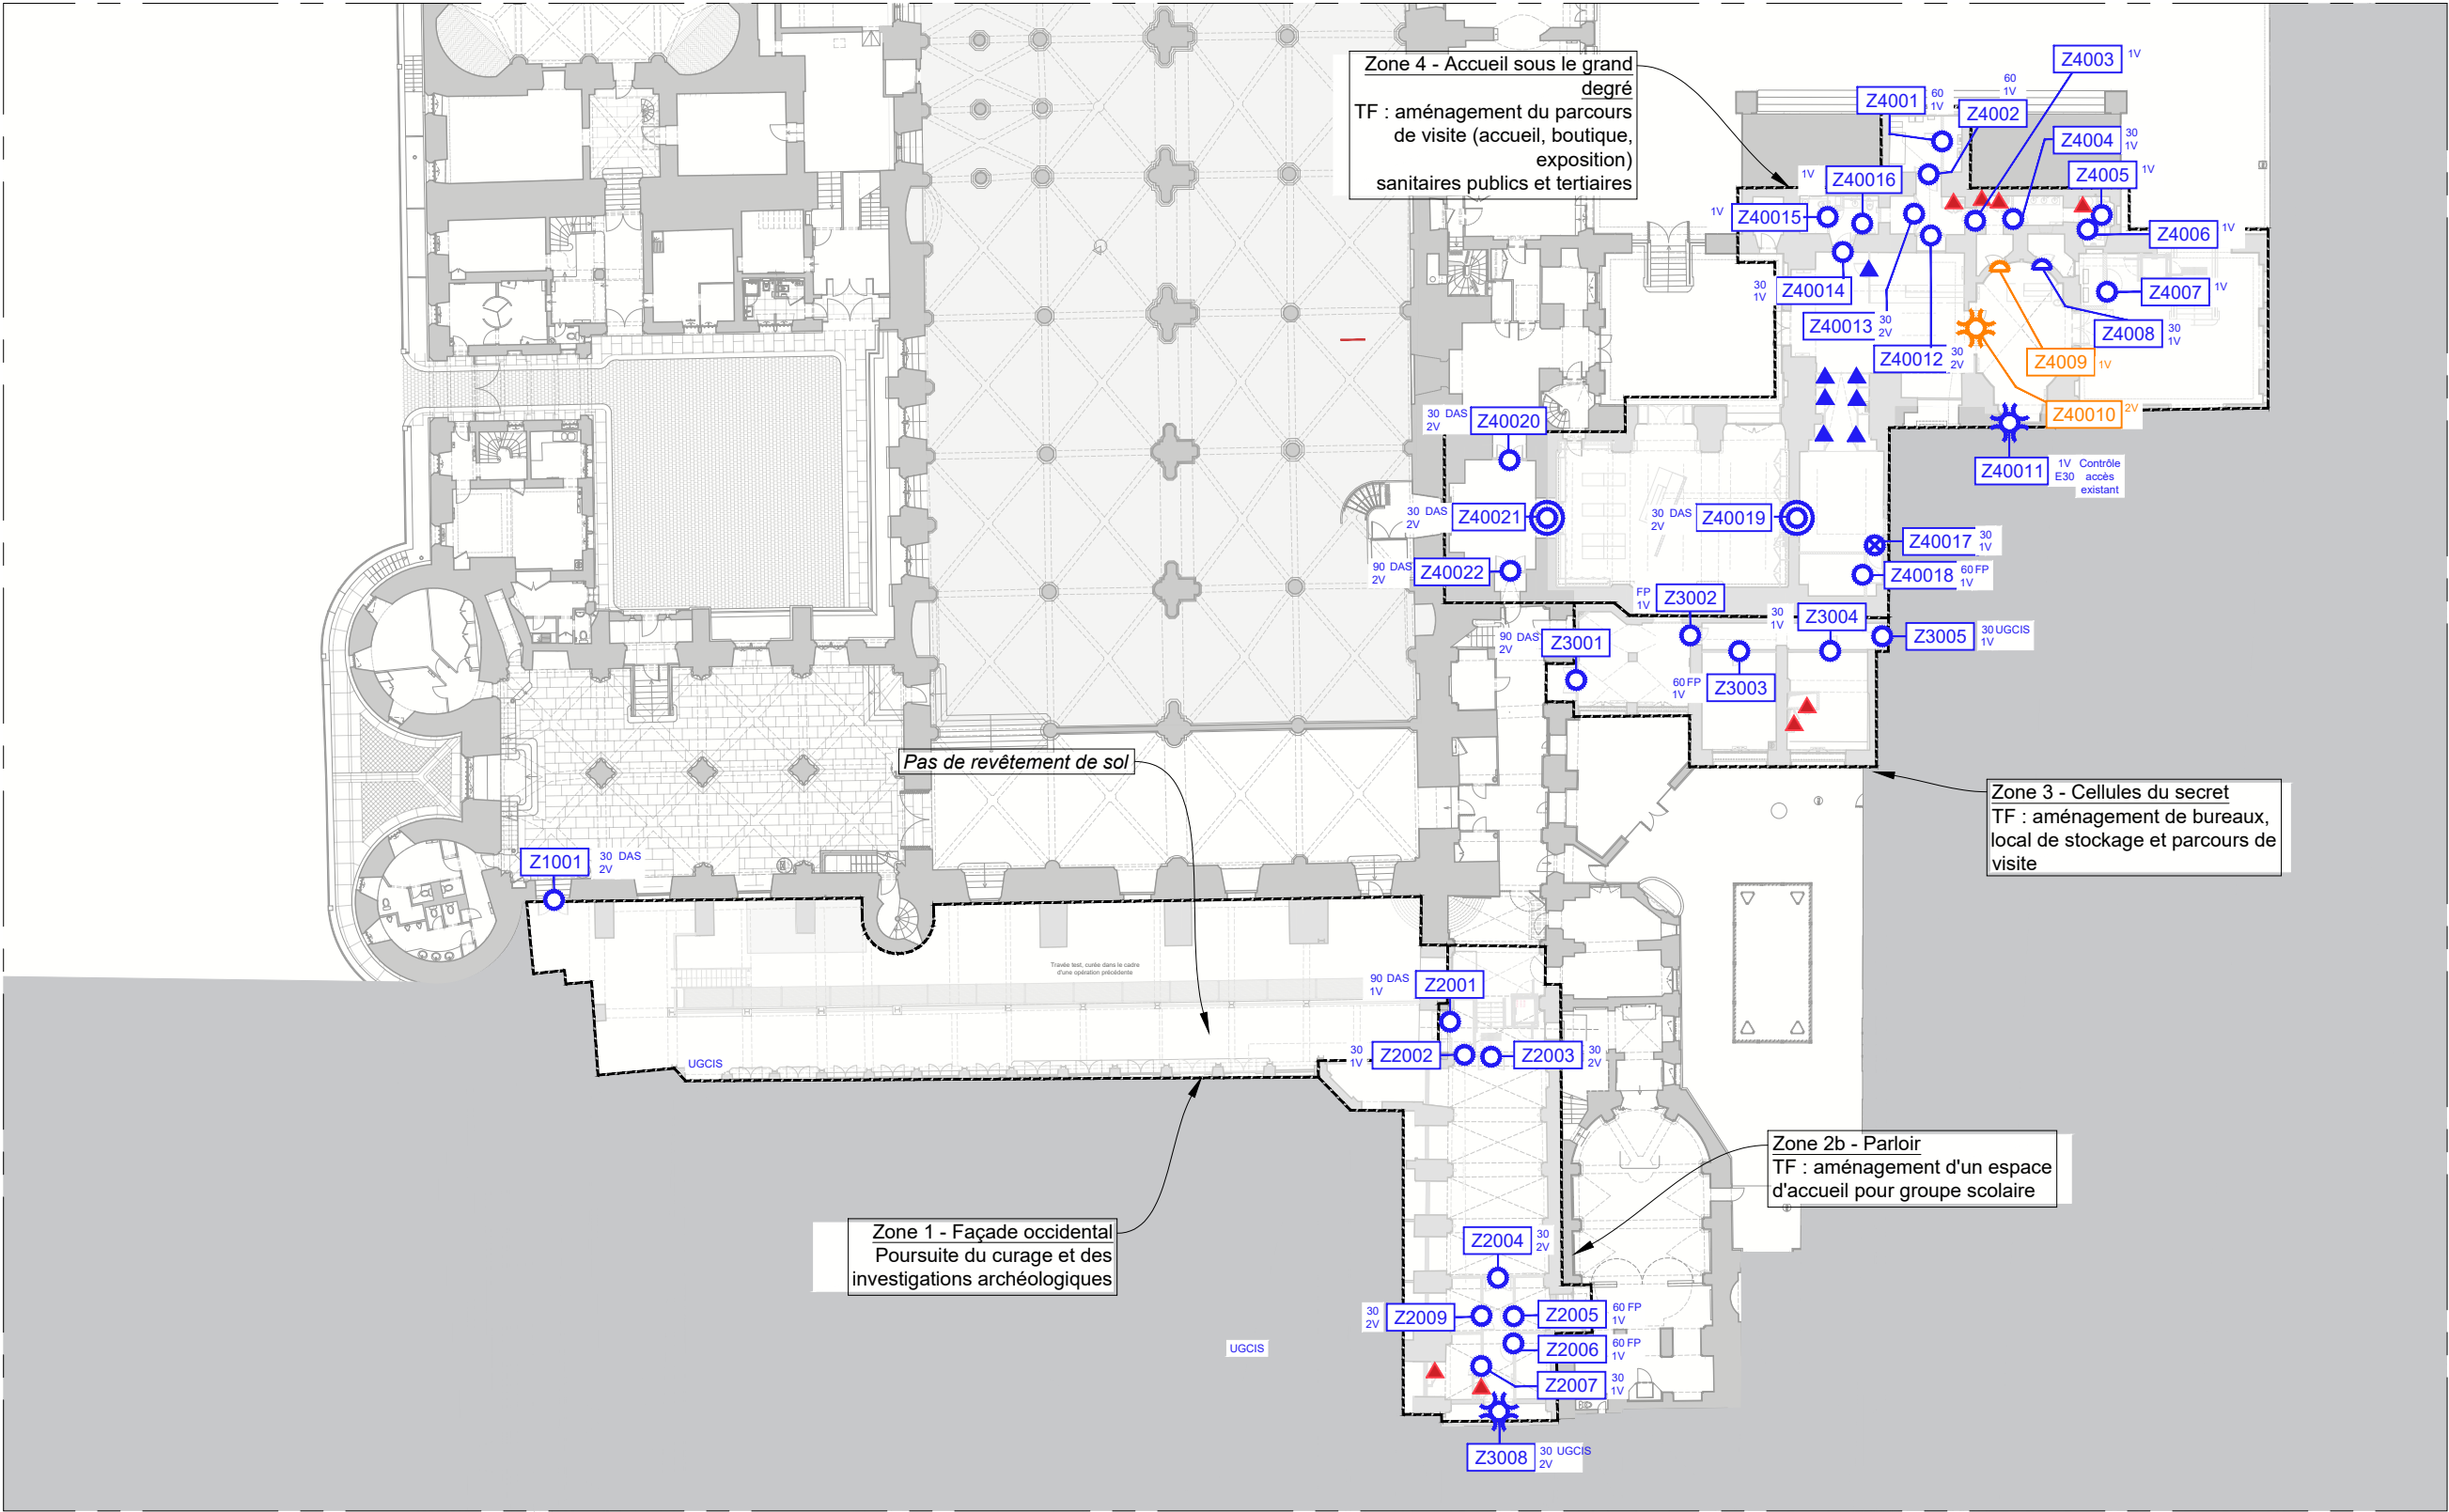 Zone 4 - Accueil sous le grand
degré
TF : aménagement du parcours
de visite (accueil, boutique,
exposition)
sanitaires publics et tertiaires
Z4003 1V
Z4001 60
1V
60
1V
Z4002
Z4004 30
1V
Z4005 1V
1V Z40016
1V Z40015
Z4006 1V
30
1V
Z40014
Z4007 1V
Z40013 30
2V
Z4008 30
1V
Z40012 30
2V
Z4009 1V
Z40010 2V
30 DAS
2V
Z40020
Z40011 1V
E30
Contrôle
accès
existant
30 DAS
2V
Z40021
30 DAS
2V
Z40019
Z40017 30
1V
90 DAS
2V
Z40022
Z40018 60 FP
1V
FP
1V
Z3002
30
1V
Z3004
90 DAS
2V
Z3001
Z3005 30 UGCIS
1V
60 FP
1V
Z3003
Pas de revêtement de sol
Zone 3 - Cellules du secret
TF : aménagement de bureaux,
local de stockage et parcours de
visite
Z1001 30 DAS
2V
Travée test, curée dans le cadre
d'une opération précédente
90 DAS
1V
Z2001
UGCIS
30
1V
Z2002
Z2003 30
2V
Zone 2b - Parloir
TF : aménagement d'un espace
d'accueil pour groupe scolaire
Zone 1 - Façade occidental
Poursuite du curage et des
investigations archéologiques
Z2004 30
2V
30
2V
Z2009
Z2005 60 FP
1V
UGCIS
Z2006 60 FP
1V
Z2007 30
1V
Z3008 30 UGCIS
2V